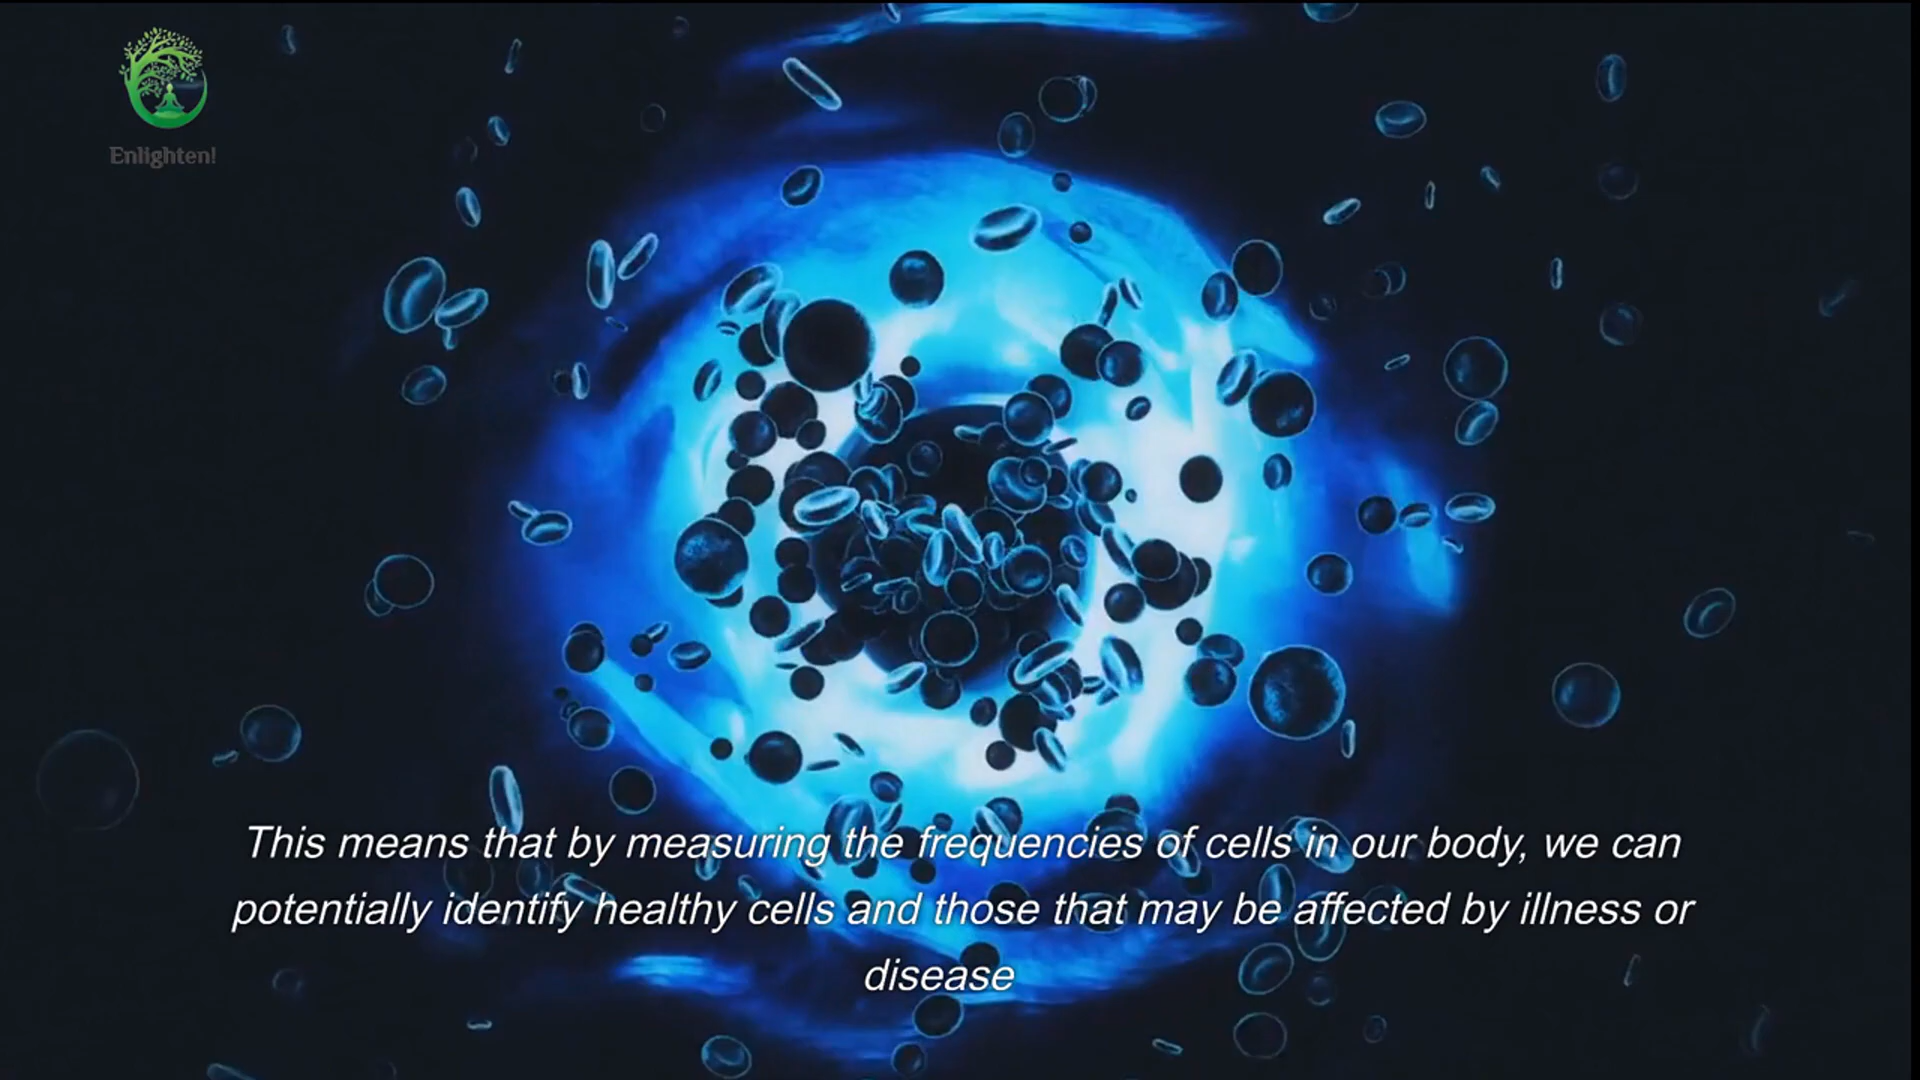 Enlighten!
This means that by measuring the frequencies of cells in our body, we can
potentially identify healthy cells and those that may be affected by illness or
disease